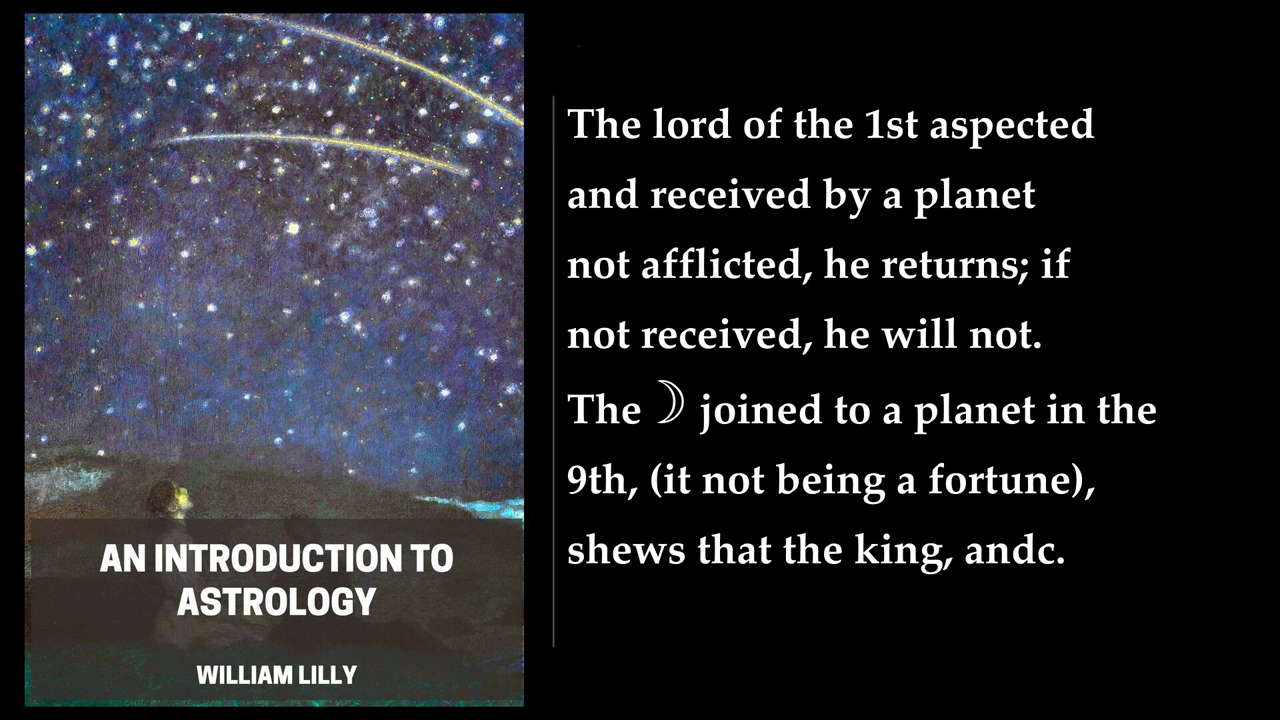 AN INTRODUCTION TO
ASTROLOGY
WILLIAM LILLY
The lord of the 1st aspected
and received by a planet
not afflicted, he returns; if
not received, he will not.
The ☽ joined to a planet in the
9th, (it not being a fortune),
shews that the king, andc.